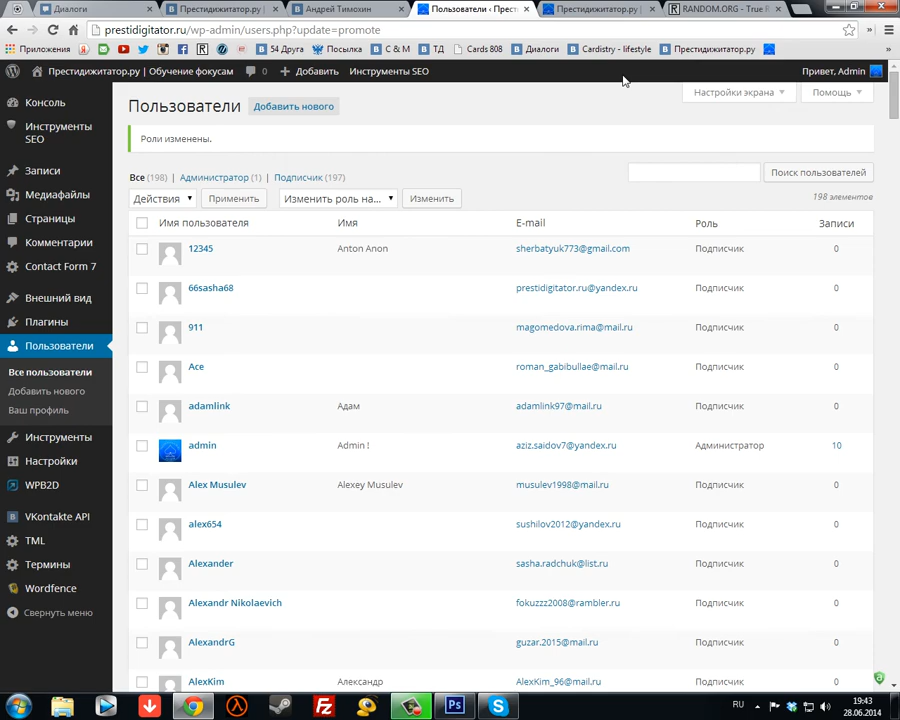 Диалоги
Престидижитатор.ру |
Андрей Тимохин
Пользователи ‹ Прест
Престидижитатор.ру |
RANDOM.ORG - True R
prestidigitator.ru/wp-admin/users.php?update=promote
Приложения
54 Друга
Посылка
C & M
ТД
Cards 808
Диалоги
Cardistry - lifestyle
Престидижитатор.ру
Престидижитатор.ру | Обучение фокусам
0
Добавить
Инструменты SEO
Привет, Admin
Консоль
Инструменты
SEO
Записи
Медиафайлы
Страницы
Комментарии
Contact Form 7
Внешний вид
Плагины
Пользователи
Все пользователи
Добавить нового
Ваш профиль
Инструменты
Настройки
WPB2D
VKontakte API
TML
Термины
Wordfence
Свернуть меню
Пользователи Добавить нового
Настройки экрана
Помощь
Роли изменены.
Все (198) | Администратор (1) | Подписчик (197)
Поиск пользователей
Действия
Применить
Изменить роль на...
Изменить
198 элементов
Имя пользователя Имя E-mail Роль Записи
12345 Anton Anon sherbatyuk773@gmail.com Подписчик 0
66sasha68 prestidigitator.ru@yandex.ru Подписчик 0
911 magomedova.rima@mail.ru Подписчик 0
Ace roman_gabibullae@mail.ru Подписчик 0
adamlink Адам adamlink97@mail.ru Подписчик 0
admin Admin ! aziz.saidov7@yandex.ru Администратор 10
Alex Musulev Alexey Musulev musulev1998@mail.ru Подписчик 0
alex654 sushilov2012@yandex.ru Подписчик 0
Alexander sasha.radchuk@list.ru Подписчик 0
Alexandr Nikolaevich fokuzzz2008@rambler.ru Подписчик 0
AlexandrG guzar.2015@mail.ru Подписчик 0
AlexKim Александр AlexKim_96@mail.ru Подписчик 0
RU
19:43
28.06.2014